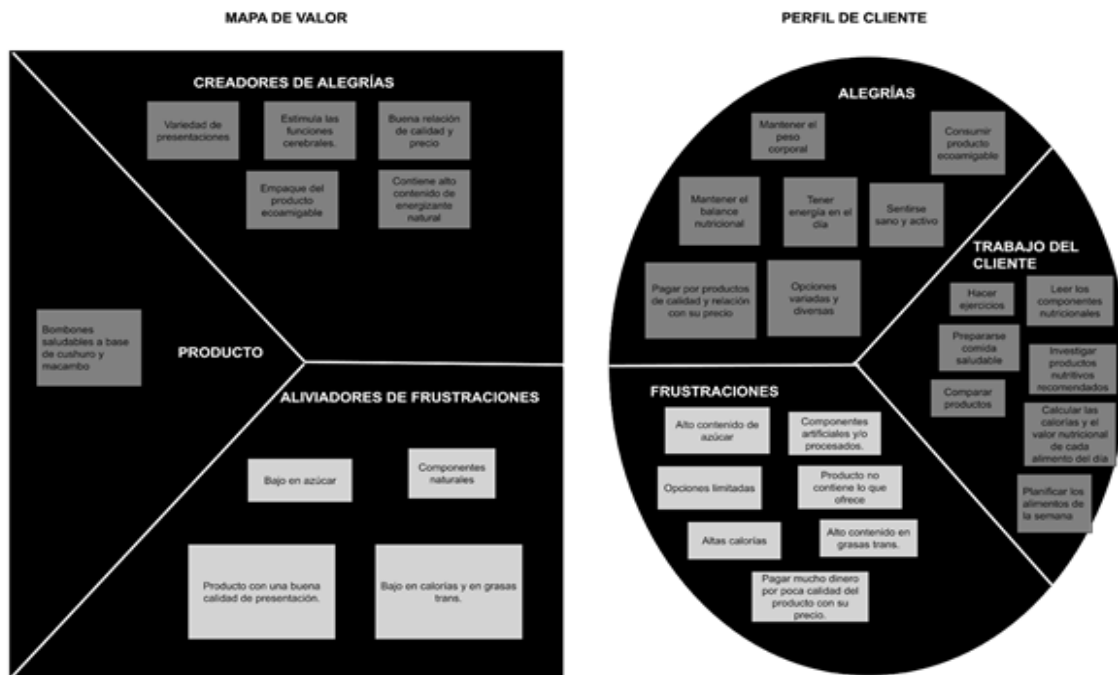 MAPA DE VALOR
CREADORES DE ALEGRÍAS
Variedad de
presentaciones
Estimula las
funciones
cerebrales.
Buena relación
de calidad y
precio
Empaque del
producto
ecoamigable
Contiene alto
contenido de
energizante
natural
Bombones
saludables a base
de cushuro y
macambo
PRODUCTO
ALIVIADORES DE FRUSTRACIONES
Bajo en azúcar
Componentes
naturales
Producto con una buena
calidad de presentación.
Bajo en calorías y en grasas
trans.
PERFIL DE CLIENTE
ALEGRÍAS
Mantener el
peso
corporal
Consumir
producto
ecoamigable
Mantener el
balance
nutricional
Tener
energía en el
día
Sentirse
sano y activo
Pagar por productos
de calidad y relación
con su precio
Opciones
variadas y
diversas
TRABAJO DEL
CLIENTE
Hacer
ejercicios
Leer los
componentes
nutricionales
Prepararse
comida
saludable
Investigar
productos
nutritivos
recomendados
Comparar
productos
Calcular las
calorías y el
valor nutricional
de cada
alimento del día
Planificar los
alimentos de
la semana
FRUSTRACIONES
Alto contenido de
azúcar
Componentes
artificiales y/o
procesados.
Opciones limitadas
Producto no
contiene lo que
ofrece
Altas calorías
Alto contenido en
grasas trans.
Pagar mucho dinero
por poca calidad del
producto con su
precio.